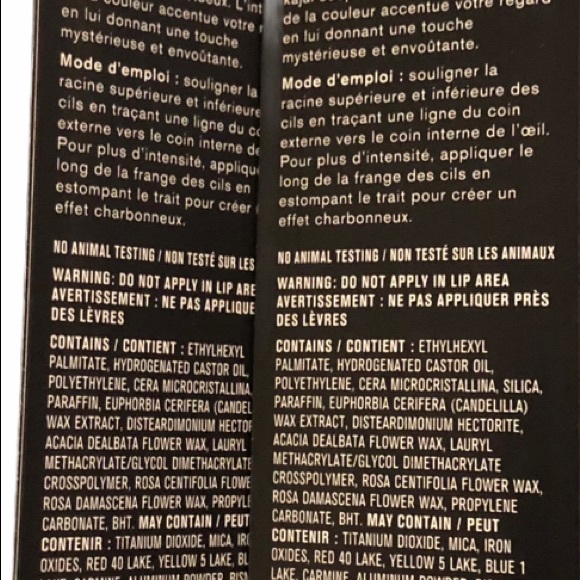 couleur accentue votre
en lui donnant une touche
mystérieuse et envoûtante.
Mode d'emploi : souligner la
racine supérieure et inférieure
cils en traçant une ligne du
externe vers le coin interne
Pour plus d'intensité,
long de la frange des cils en
estompant le trait pour créer
effet charbonneux.
NO ANIMAL TESTING / NON TESTÉ SUR LES
WARNING: DO NOT APPLY IN LIP
AVERTISSEMENT : NE PAS
DES LÈVRES
CONTAINS / CONTIENT : ETHYLHEXYL
PALMITATE, HYDROGENATED CASTOR OIL,
POLYETHYLENE, CERA MICROCRISTALLINA
PARAFFIN, EUPHORBIA CERIFERA
WAX EXTRACT, DISTEARDIMONIUM
ACACIA DEALBATA FLOWER WAX, LAURYL
METHACRYLATE/GLYCOL DIMETHACRYLATE
CROSSPOLYMER, ROSA CENTIFOLIA
ROSA DAMASCENA FLOWER WAX,
CARBONATE, BHT. MAY CONTAIN / PEUT
CONTENIR : TITANIUM DIOXIDE, MICA,
OXIDES, RED 40 LAKE, YELLOW 5 LAKE,
LAKE, CARMINE, ALUMINUM POWDER,
de la couleur accentue votre regard
en lui donnant une touche
mystérieuse et envoûtante.
Mode d'emploi : souligner la
racine supérieure et inférieure des
cils en traçant une ligne du coin
externe vers le coin interne de l'œil.
Pour plus d'intensité, appliquer le
long de la frange des cils en
estompant le trait pour créer un
effet charbonneux.
NO ANIMAL TESTING / NON TESTÉ SUR LES ANIMAUX
WARNING: DO NOT APPLY IN LIP AREA
AVERTISSEMENT : NE PAS APPLIQUER PRÈS
DES LÈVRES
CONTAINS / CONTIENT : ETHYLHEXYL
PALMITATE, HYDROGENATED CASTOR OIL,
POLYETHYLENE, CERA MICROCRISTALLINA, SILICA,
PARAFFIN, EUPHORBIA CERIFERA (CANDELILLA)
WAX EXTRACT, DISTEARDIMONIUM HECTORITE,
ACACIA DEALBATA FLOWER WAX, LAURYL
METHACRYLATE/GLYCOL DIMETHACRYLATE
CROSSPOLYMER, ROSA CENTIFOLIA FLOWER WAX,
ROSA DAMASCENA FLOWER WAX, PROPYLENE
CARBONATE, BHT. MAY CONTAIN / PEUT
CONTENIR : TITANIUM DIOXIDE, MICA, IRON
OXIDES, RED 40 LAKE, YELLOW 5 LAKE, BLUE 1
LAKE, CARMINE, ALUMINUM POWDER,